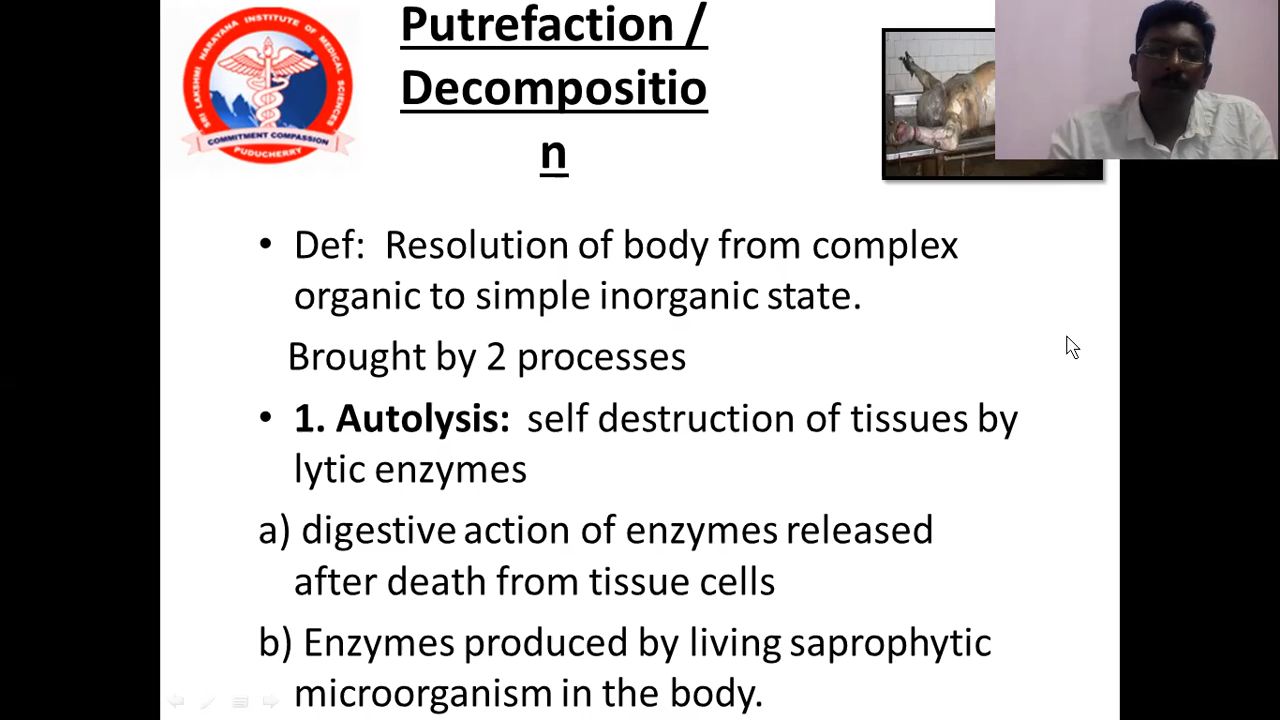 SRI LAKSHMI NARAYANA INSTITUTE OF MEDICAL SCIENCES
COMMITMENT COMPASSION
PUDUCHERRY
Putrefaction /
Decompositio
n
• Def: Resolution of body from complex
organic to simple inorganic state.
Brought by 2 processes
• 1. Autolysis: self destruction of tissues by
lytic enzymes
a) digestive action of enzymes released
after death from tissue cells
b) Enzymes produced by living saprophytic
microorganism in the body.